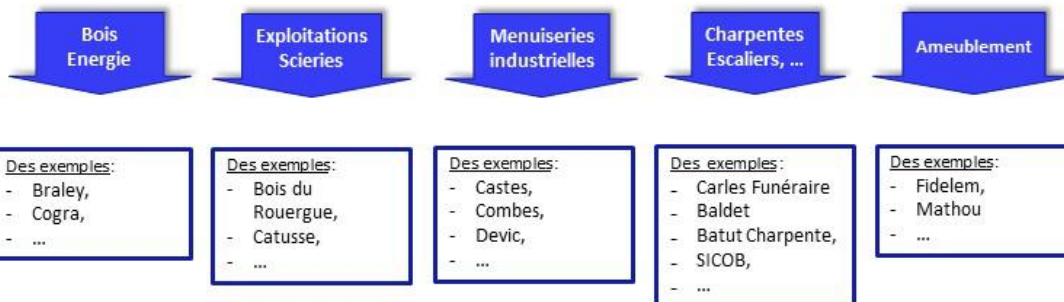 Bois
Energie
Exploitations
Scieries
Menuiseries
industrielles
Charpentes
Escaliers, ...
Ameublement
Des exemples:
- Braley,
- Cogra,
- ...
Des exemples:
- Bois du
Rouergue,
- Catusse,
- ...
Des exemples:
- Castes,
- Combes,
- Devic,
- ...
Des exemples:
- Carles Funéraire
- Baldet
- Batut Charpente,
- SICOB,
- ...
Des exemples:
- Fidelem,
- Mathou
- ...